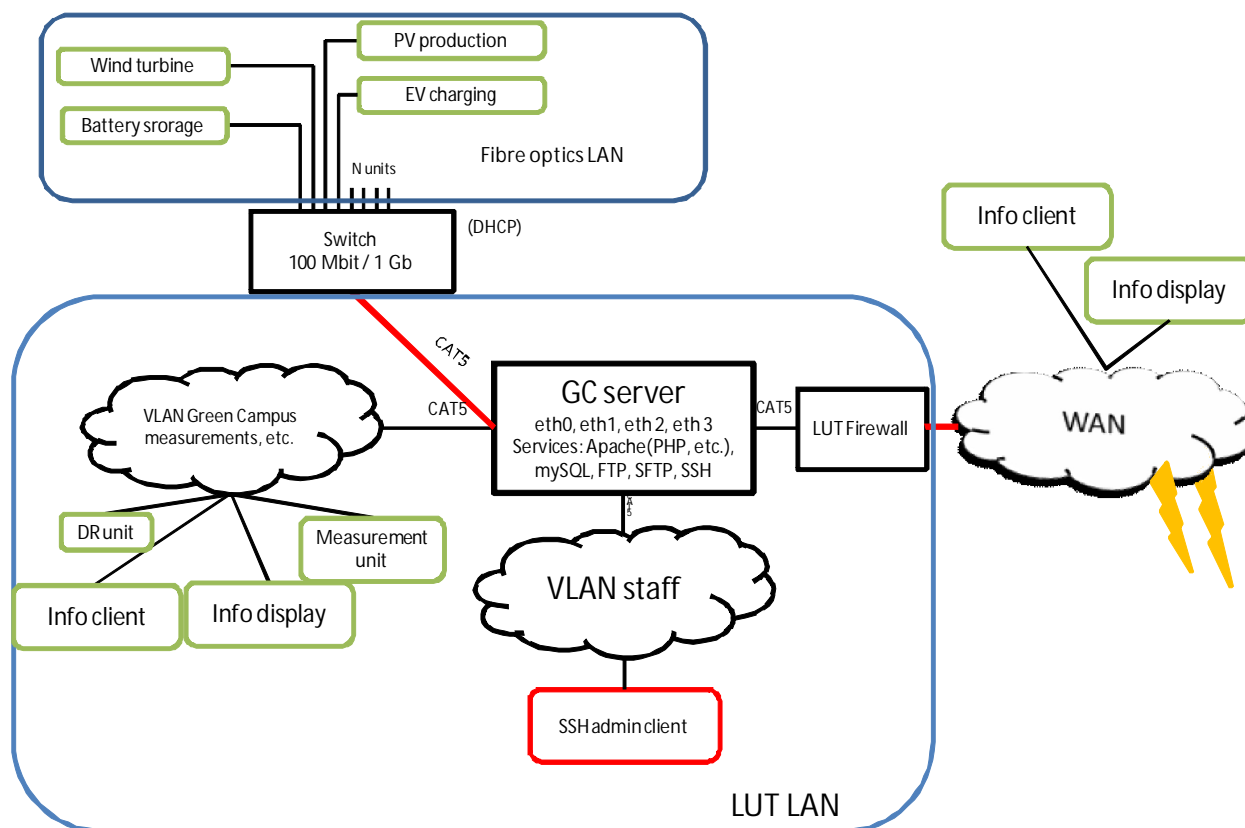 PV production
Wind turbine
EV charging
Battery srorage
Fibre optics LAN
N units
(DHCP)
Switch
100 Mbit / 1 Gb
Info client
Info display
CAT5
GC server
eth0, eth1, eth 2, eth 3
Services: Apache(PHP, etc.),
mySQL, FTP, SFTP, SSH
VLAN Green Campus
measurements, etc.
CAT5
CAT5
LUT Firewall
WAN
DR unit
Measurement
unit
Info client
Info display
VLAN staff
SSH admin client
LUT LAN